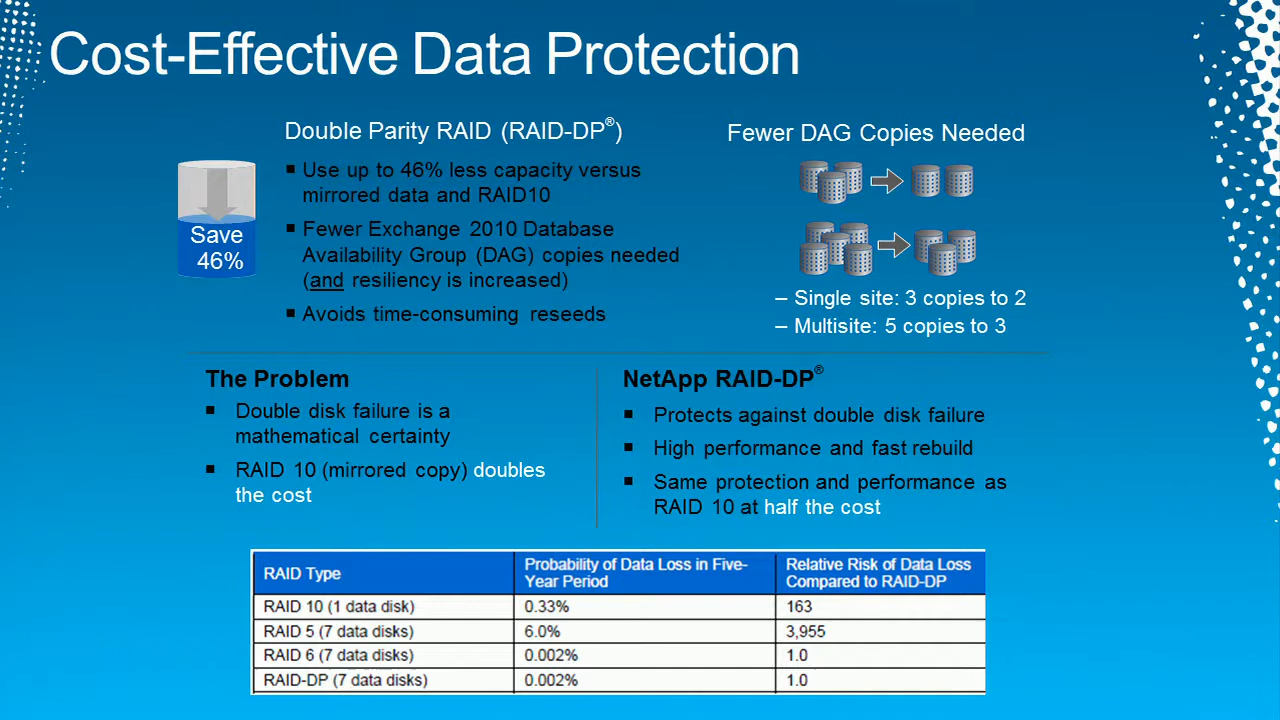 Cost-Effective Data Protection
Double Parity RAID (RAID-DP®)
Save
46%
▪ Use up to 46% less capacity versus
mirrored data and RAID10
▪ Fewer Exchange 2010 Database
Availability Group (DAG) copies needed
(and resiliency is increased)
▪ Avoids time-consuming reseeds
Fewer DAG Copies Needed
– Single site: 3 copies to 2
– Multisite: 5 copies to 3
The Problem
▪ Double disk failure is a
mathematical certainty
▪ RAID 10 (mirrored copy) doubles
the cost
NetApp RAID-DP®
▪ Protects against double disk failure
▪ High performance and fast rebuild
▪ Same protection and performance as
RAID 10 at half the cost
RAID Type Probability of Data Loss in Five-
Year Period Relative Risk of Data Loss
Compared to RAID-DP
RAID 10 (1 data disk) 0.33% 163
RAID 5 (7 data disks) 6.0% 3,955
RAID 6 (7 data disks) 0.002% 1.0
RAID-DP (7 data disks) 0.002% 1.0